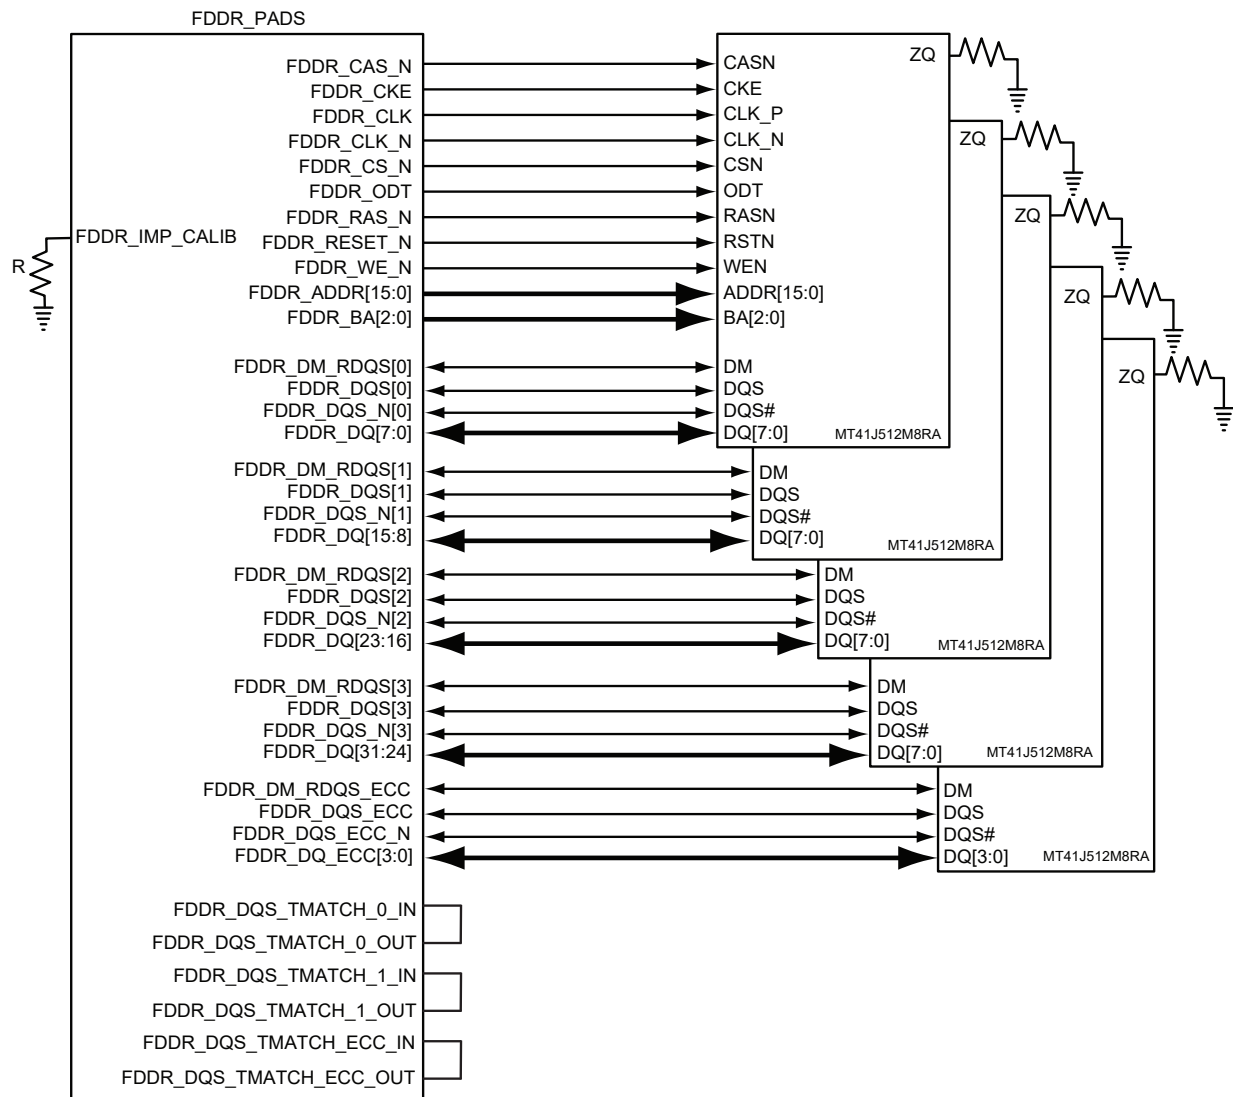 FDDR_PADS
FDDR_CAS_N CASN ZQ
FDDR_CKE CKE
FDDR_CLK CLK_P
FDDR_CLK_N CLK_N ZQ
FDDR_CS_N CSN
FDDR_ODT ODT
FDDR_RAS_N RASN ZQ
FDDR_IMP_CALIB
FDDR_RESET_N RSTN
R
FDDR_WE_N WEN
FDDR_ADDR[15:0] ADDR[15:0] ZQ
FDDR_BA[2:0] BA[2:0]
FDDR_DM_RDQS[0] DM
ZQ
FDDR_DQS[0] DQS
FDDR_DQS_N[0] DQS#
FDDR_DQ[7:0] DQ[7:0] MT41J512M8RA
FDDR_DM_RDQS[1] DM
FDDR_DQS[1] DQS
FDDR_DQS_N[1] DQS#
FDDR_DQ[15:8] DQ[7:0] MT41J512M8RA
FDDR_DM_RDQS[2] DM
FDDR_DQS[2] DQS
FDDR_DQS_N[2] DQS#
FDDR_DQ[23:16] DQ[7:0] MT41J512M8RA
FDDR_DM_RDQS[3] DM
FDDR_DQS[3] DQS
FDDR_DQS_N[3] DQS#
FDDR_DQ[31:24] DQ[7:0] MT41J512M8RA
FDDR_DM_RDQS_ECC DM
FDDR_DQS_ECC DQS
FDDR_DQS_ECC_N DQS#
FDDR_DQ_ECC[3:0] DQ[3:0] MT41J512M8RA
FDDR_DQS_TMATCH_0_IN
FDDR_DQS_TMATCH_0_OUT
FDDR_DQS_TMATCH_1_IN
FDDR_DQS_TMATCH_1_OUT
FDDR_DQS_TMATCH_ECC_IN
FDDR_DQS_TMATCH_ECC_OUT